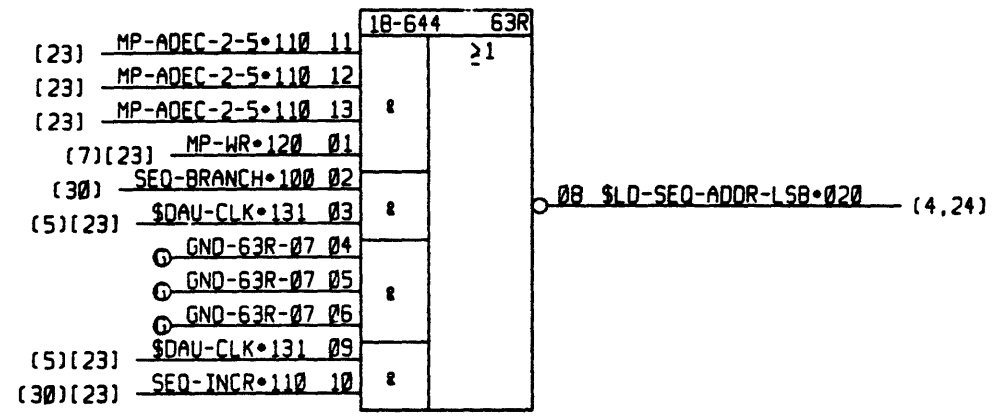 18-644 63R
≥1
[23] MP-ADEC-2-5•110 11
[23] MP-ADEC-2-5•110 12
[23] MP-ADEC-2-5•110 13
&
(7)[23] MP-WR•120 01
(30) SEQ-BRANCH•100 02
&
(5)[23] $DAU-CLK•131 03
08 $LD-SEQ-ADDR-LSB•020 (4,24)
G GND-63R-07 04
G GND-63R-07 05
&
G GND-63R-07 06
(5)[23] $DAU-CLK•131 09
&
(30)[23] SEQ-INCR•110 10